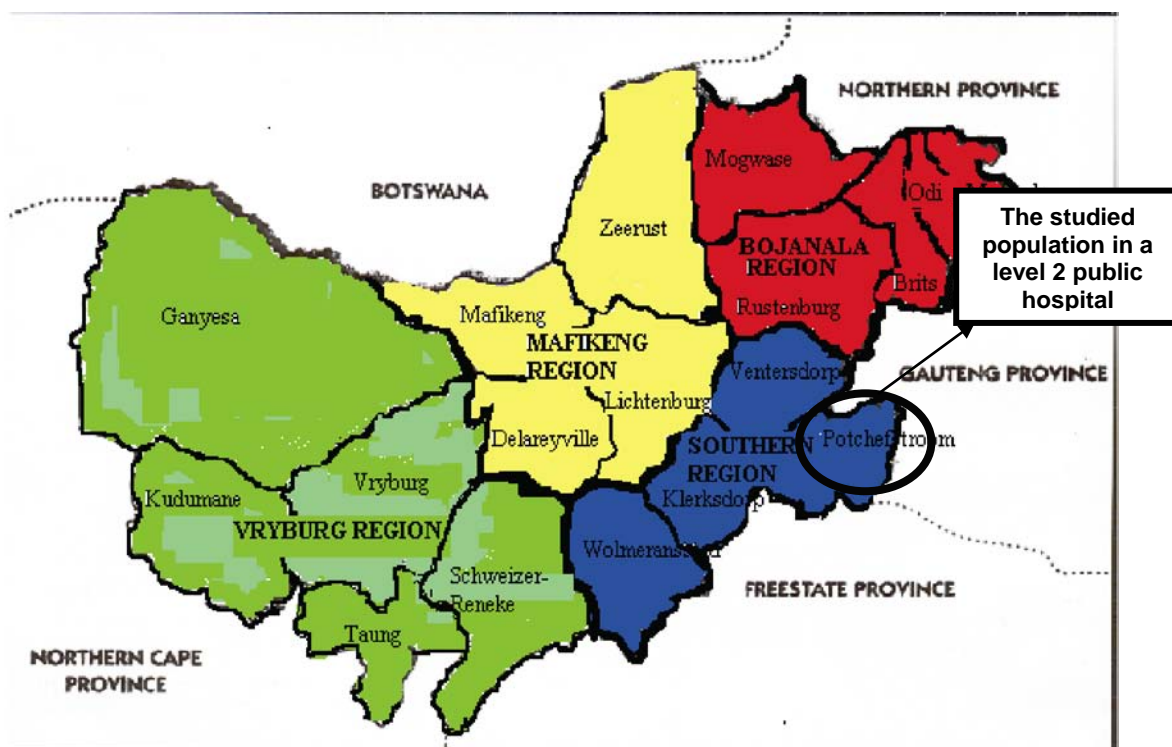 NORTHERN PROVINCE
BOTSWANA
Mogwase
Odi
The studied
population in a
level 2 public
hospital
Zeerust
BOJANALA
REGION
Brits
Rustenburg
Ganyesa
Mafikeng
MAFIKENG
REGION
Ventersdorp
GAUTENG PROVINCE
Lichtenburg
Delareyville
SOUTHERN
REGION
Potchefstroom
Vryburg
Kudumane
Klerksdorp
VRYBURG REGION
Schweizer-
Reneke
FREESTATE PROVINCE
Taung
NORTHERN CAPE
PROVINCE